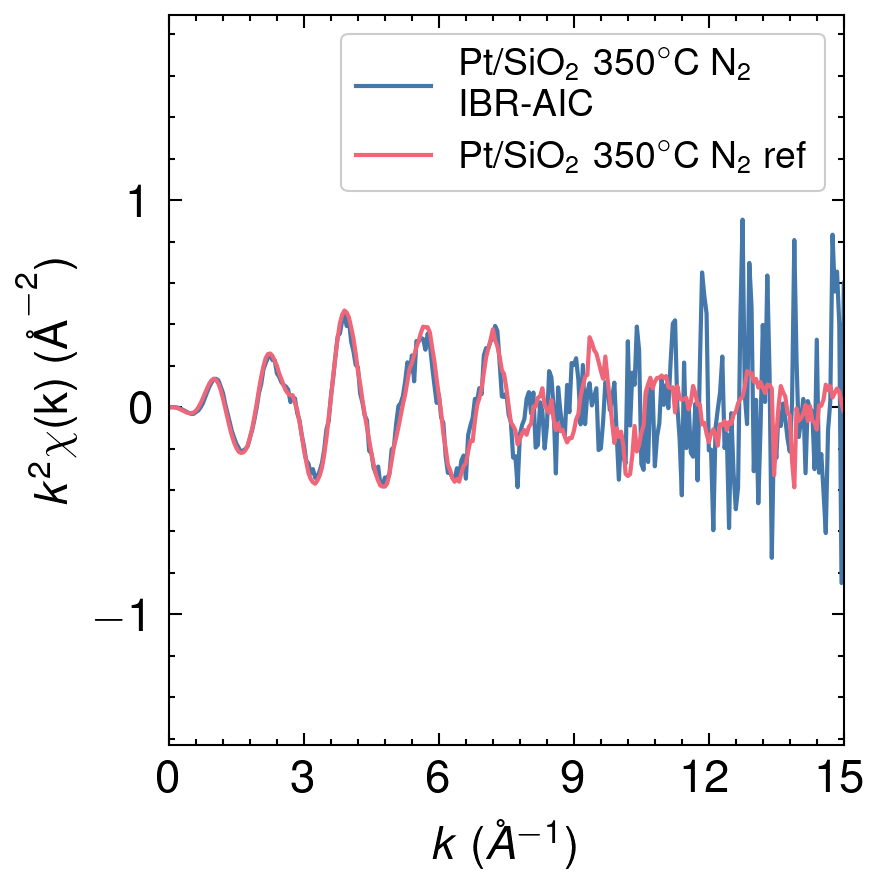 Pt/SiO₂ 350°C N₂
IBR-AIC
Pt/SiO₂ 350°C N₂ ref
1
0
−1
k²χ(k) (Å⁻²)
0 3 6 9 12 15
k (Å⁻¹)